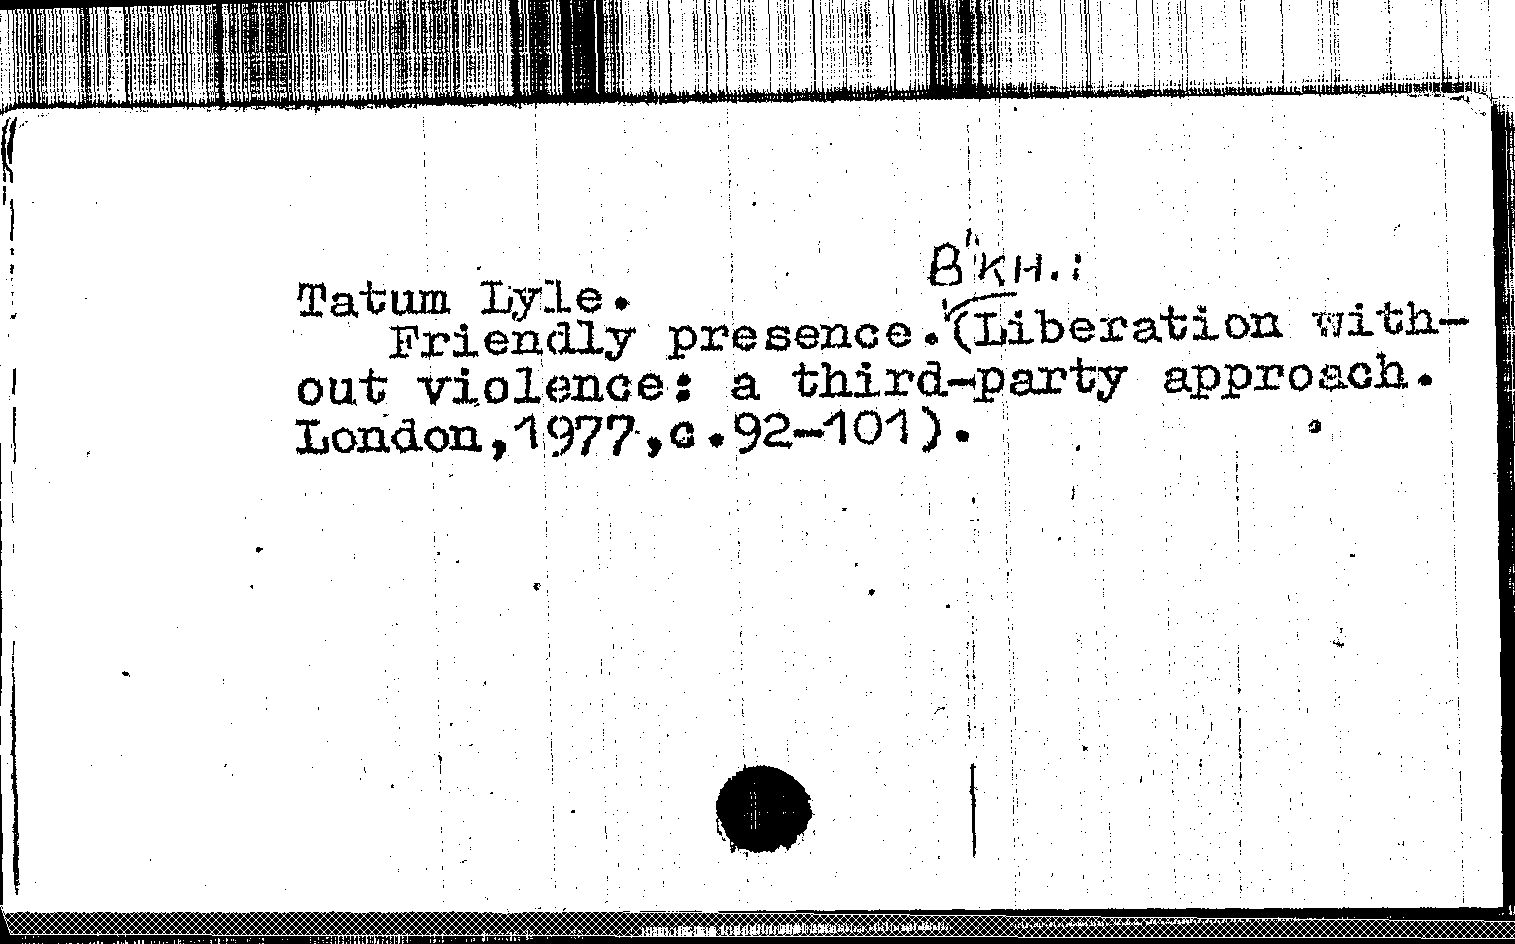 Tatum Lyle.
В кн.:
Friendly presence.(Liberation with-
out violence: a third-party approach.
London,1977,с.92-101).